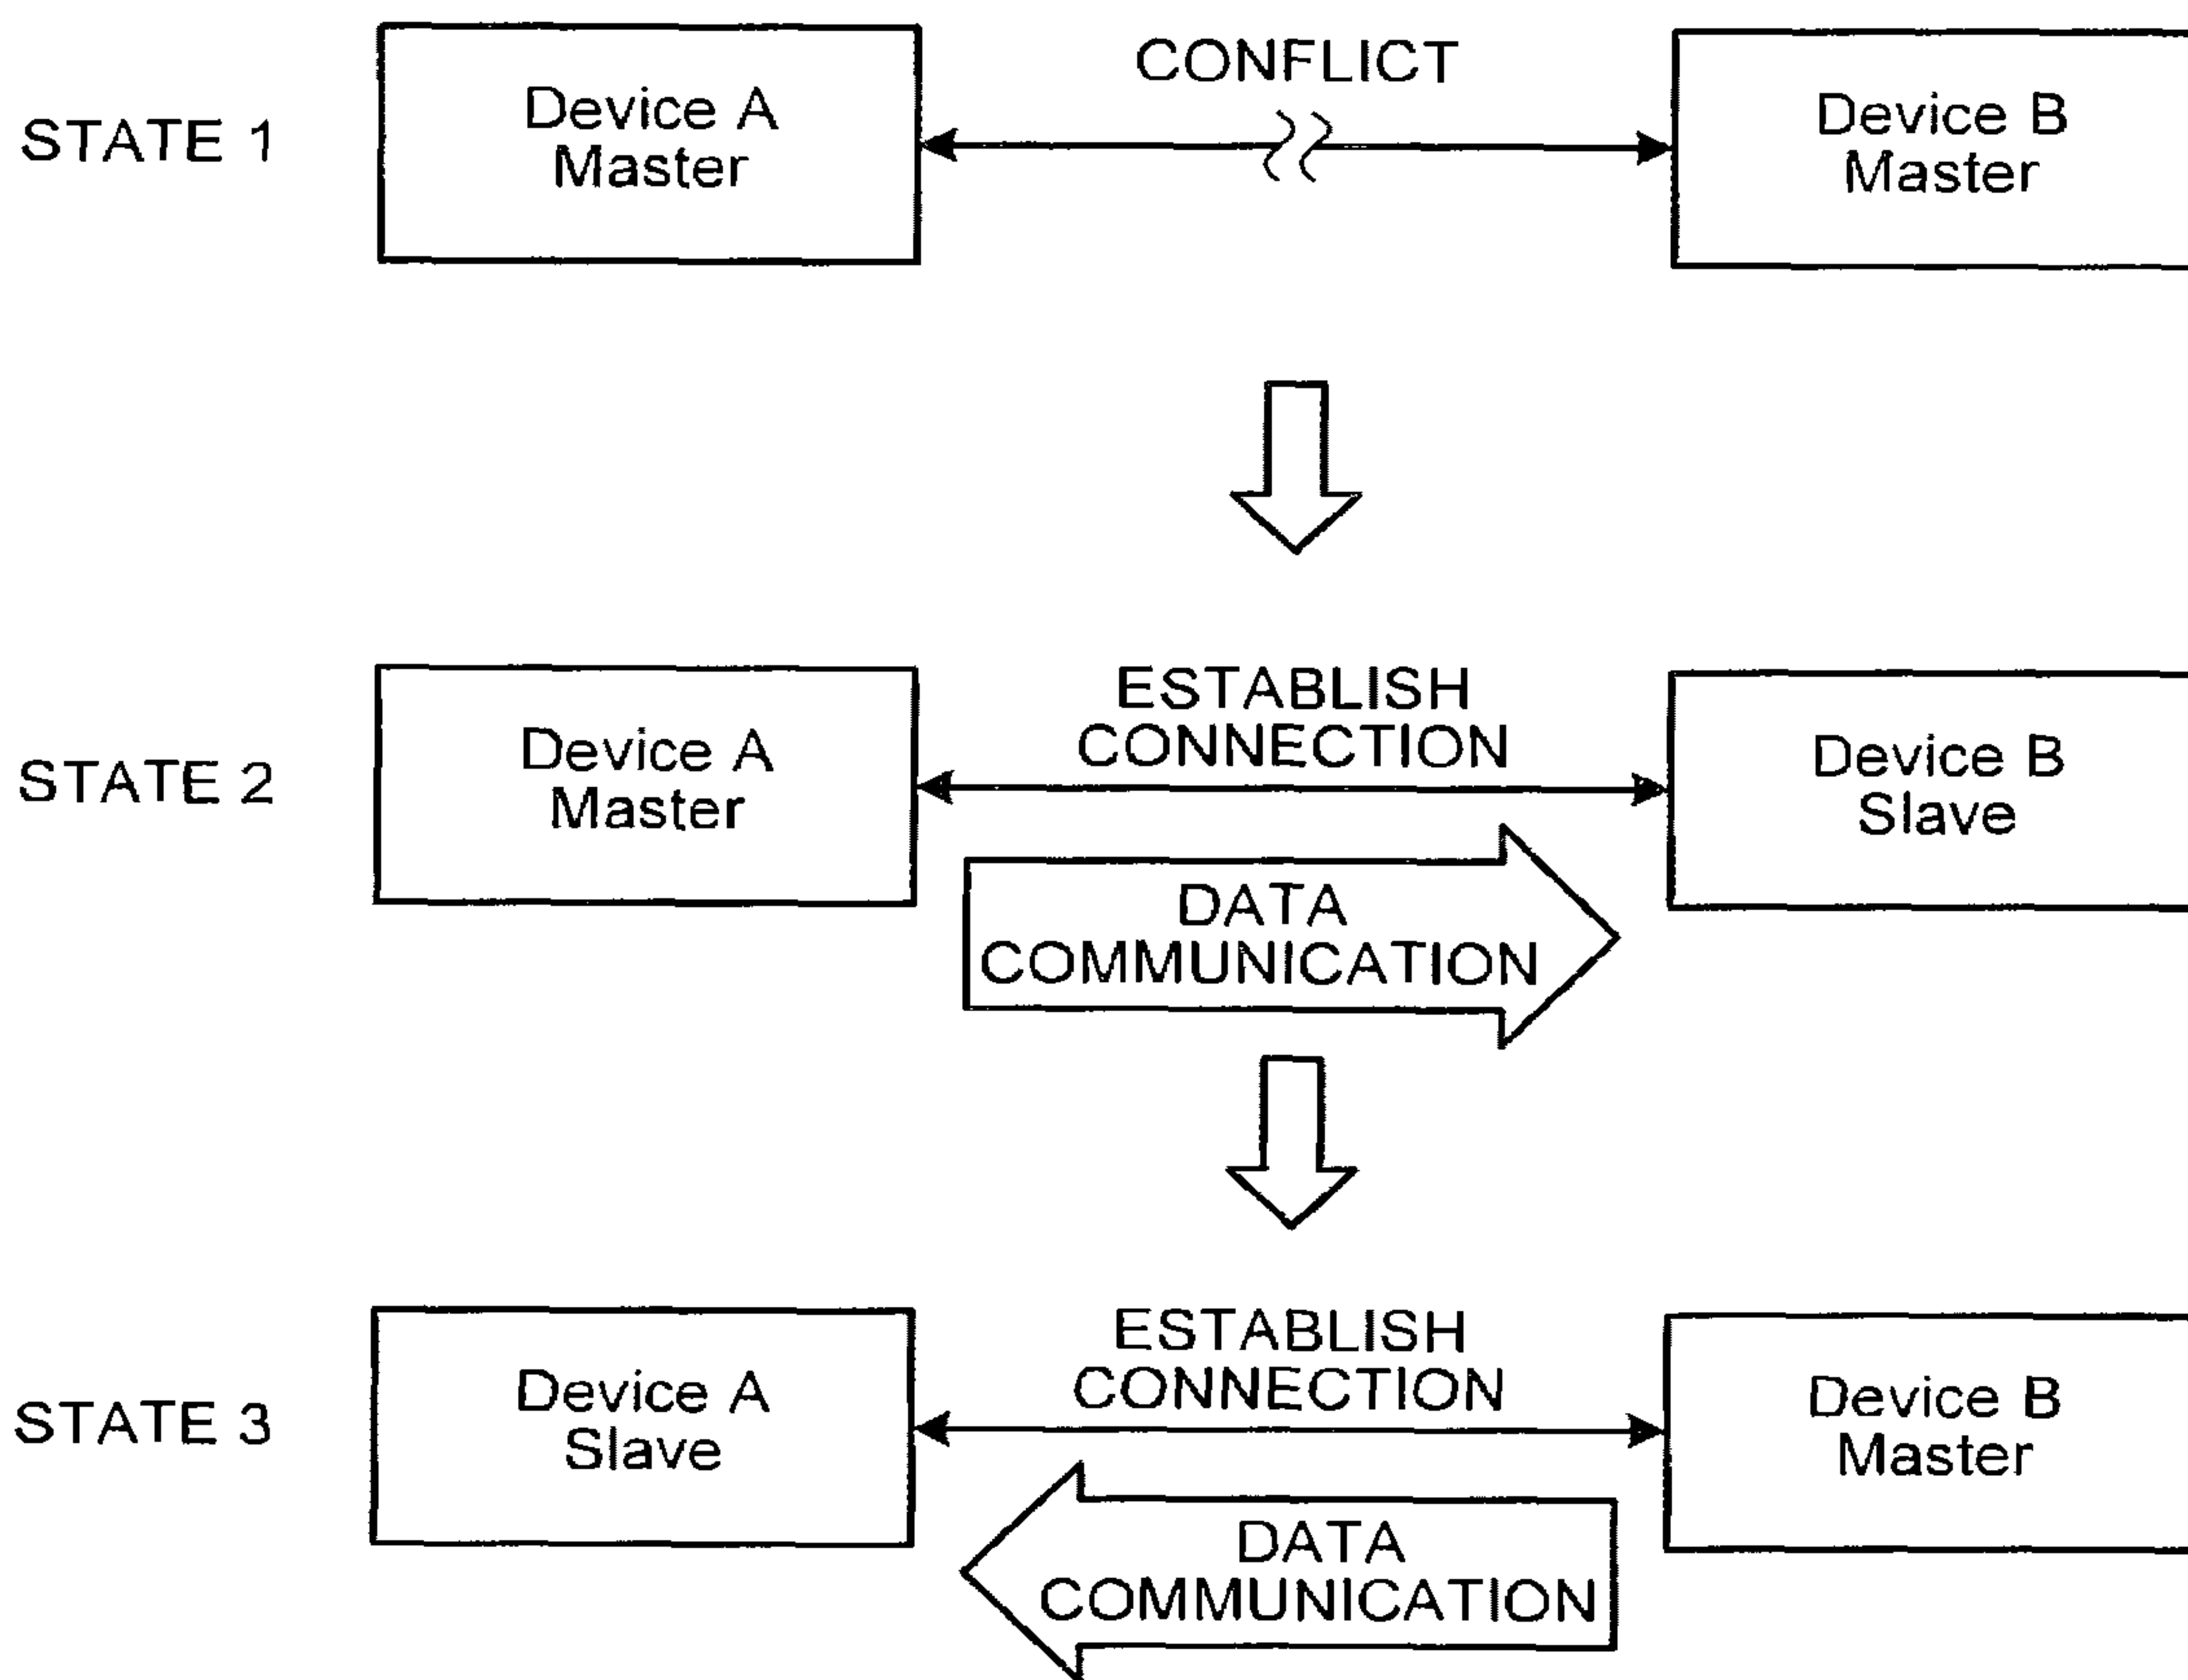 STATE 1
Device A
Master
CONFLICT
Device B
Master
STATE 2
Device A
Master
ESTABLISH
CONNECTION
Device B
Slave
DATA
COMMUNICATION
STATE 3
Device A
Slave
ESTABLISH
CONNECTION
Device B
Master
DATA
COMMUNICATION